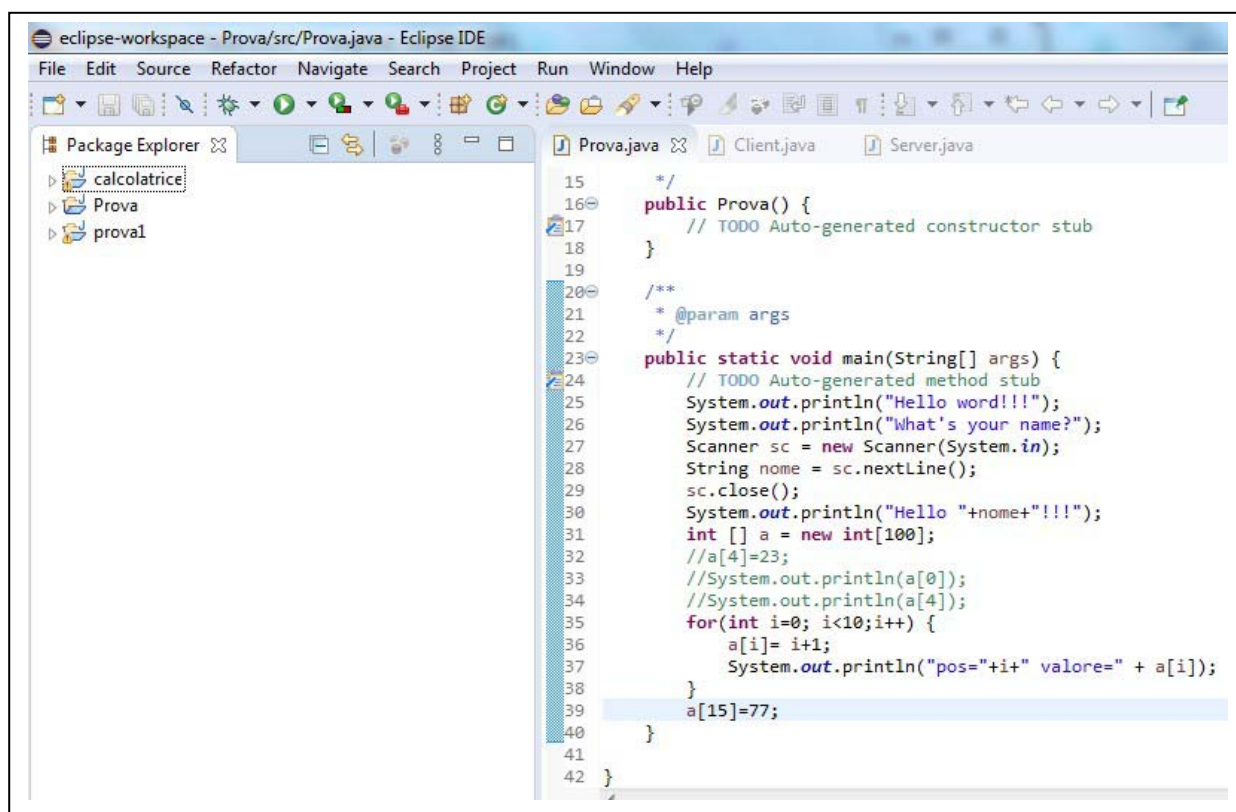 eclipse-workspace - Prova/src/Prova.java - Eclipse IDE
File Edit Source Refactor Navigate Search Project Run Window Help
Package Explorer
calcolatrice
Prova
prova1
Prova.java Client.java Server.java
15 */
16 public Prova() {
17 // TODO Auto-generated constructor stub
18 }
19
20 /**
21 * @param args
22 */
23 public static void main(String[] args) {
24 // TODO Auto-generated method stub
25 System.out.println("Hello word!!!");
26 System.out.println("What's your name?");
27 Scanner sc = new Scanner(System.in);
28 String nome = sc.nextLine();
29 sc.close();
30 System.out.println("Hello "+nome+"!!!");
31 int [] a = new int[100];
32 //a[4]=23;
33 //System.out.println(a[0]);
34 //System.out.println(a[4]);
35 for(int i=0; i<10;i++) {
36 a[i]= i+1;
37 System.out.println("pos="+i+" valore=" + a[i]);
38 }
39 a[15]=77;
40 }
41
42 }